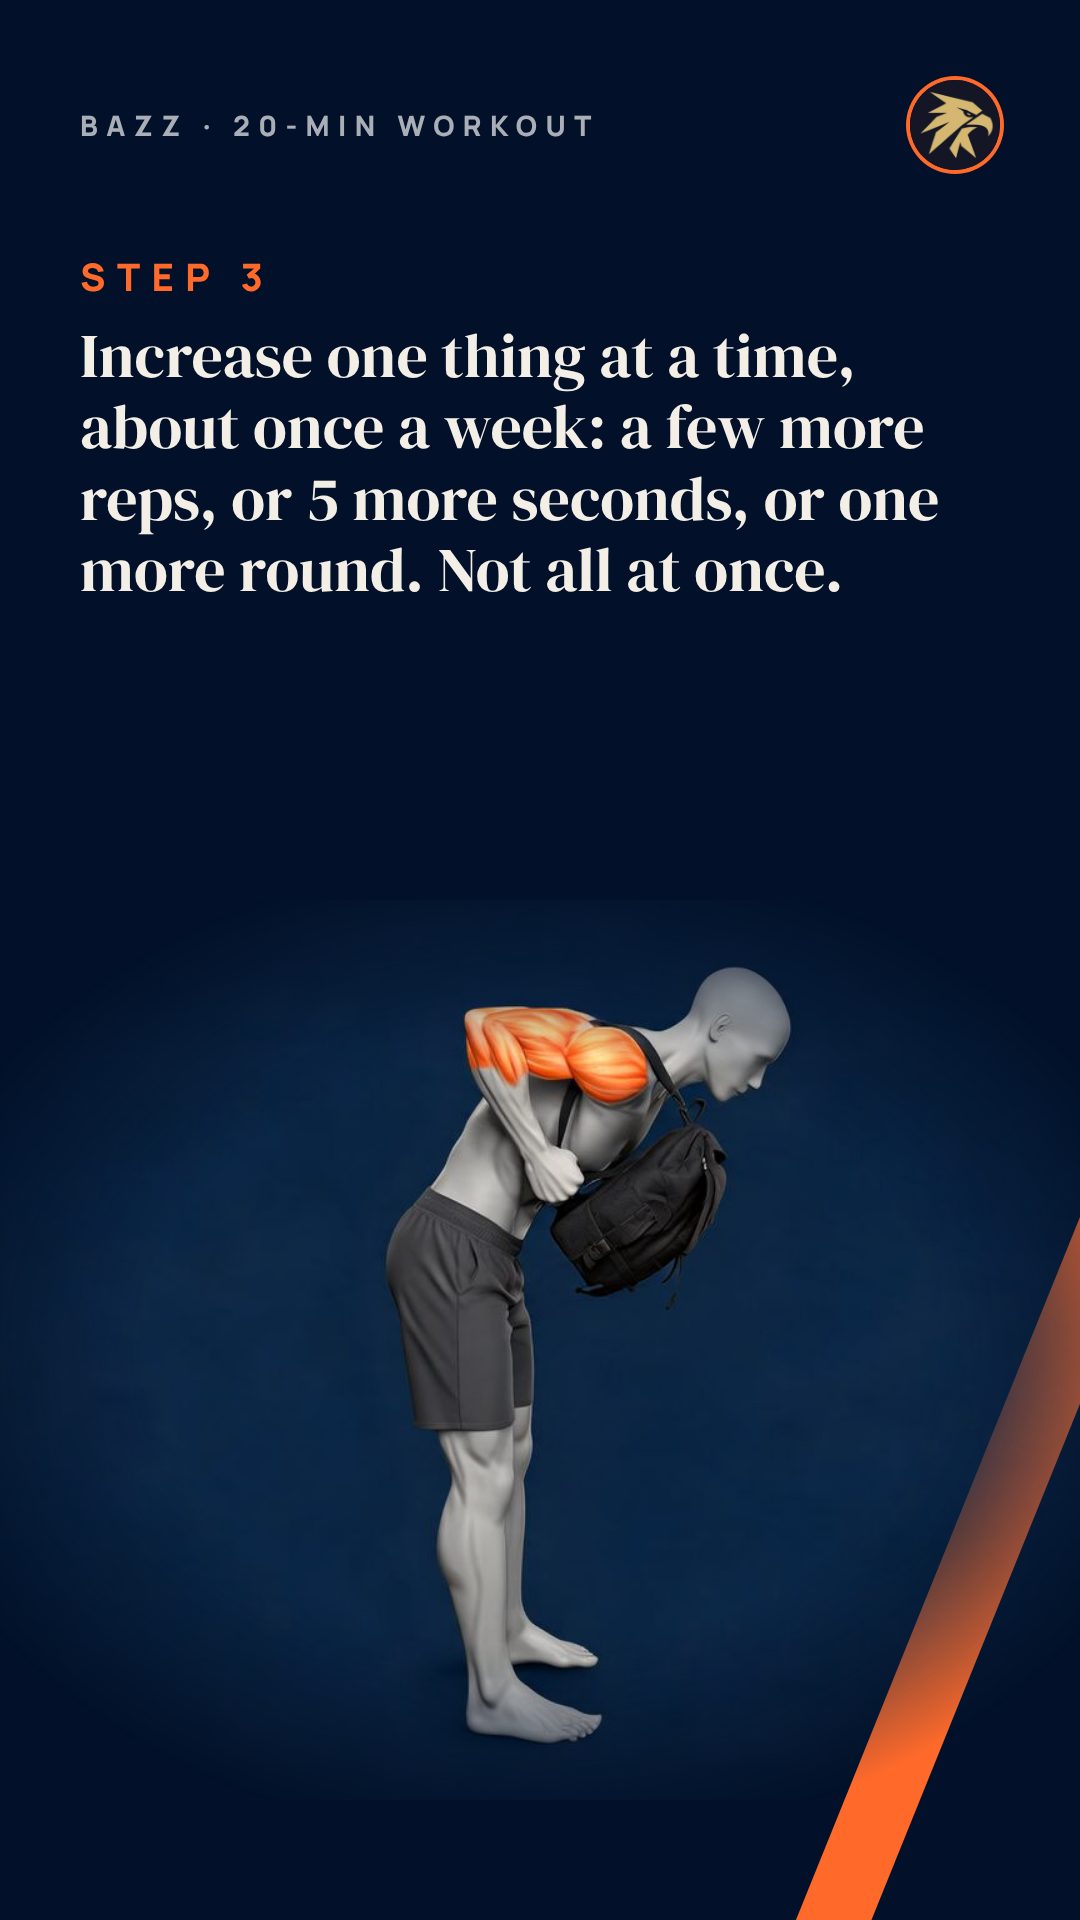 BAZZ · 20-MIN WORKOUT
STEP 3
Increase one thing at a time,
about once a week: a few more
reps, or 5 more seconds, or one
more round. Not all at once.